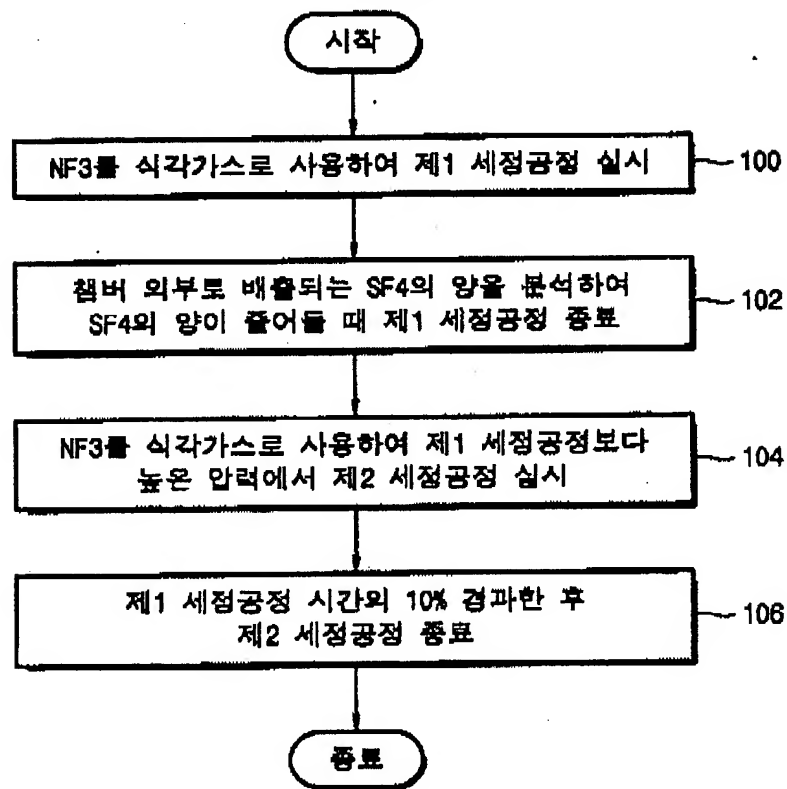 시작
NF3를 식각가스로 사용하여 제1 세정공정 실시
100
챔버 외부로 배출되는 SF4의 양을 분석하여
SF4의 양이 줄어들 때 제1 세정공정 종료
102
NF3를 식각가스로 사용하여 제1 세정공정보다
높은 압력에서 제2 세정공정 실시
104
제1 세정공정 시간의 10% 경과한 후
제2 세정공정 종료
106
종료